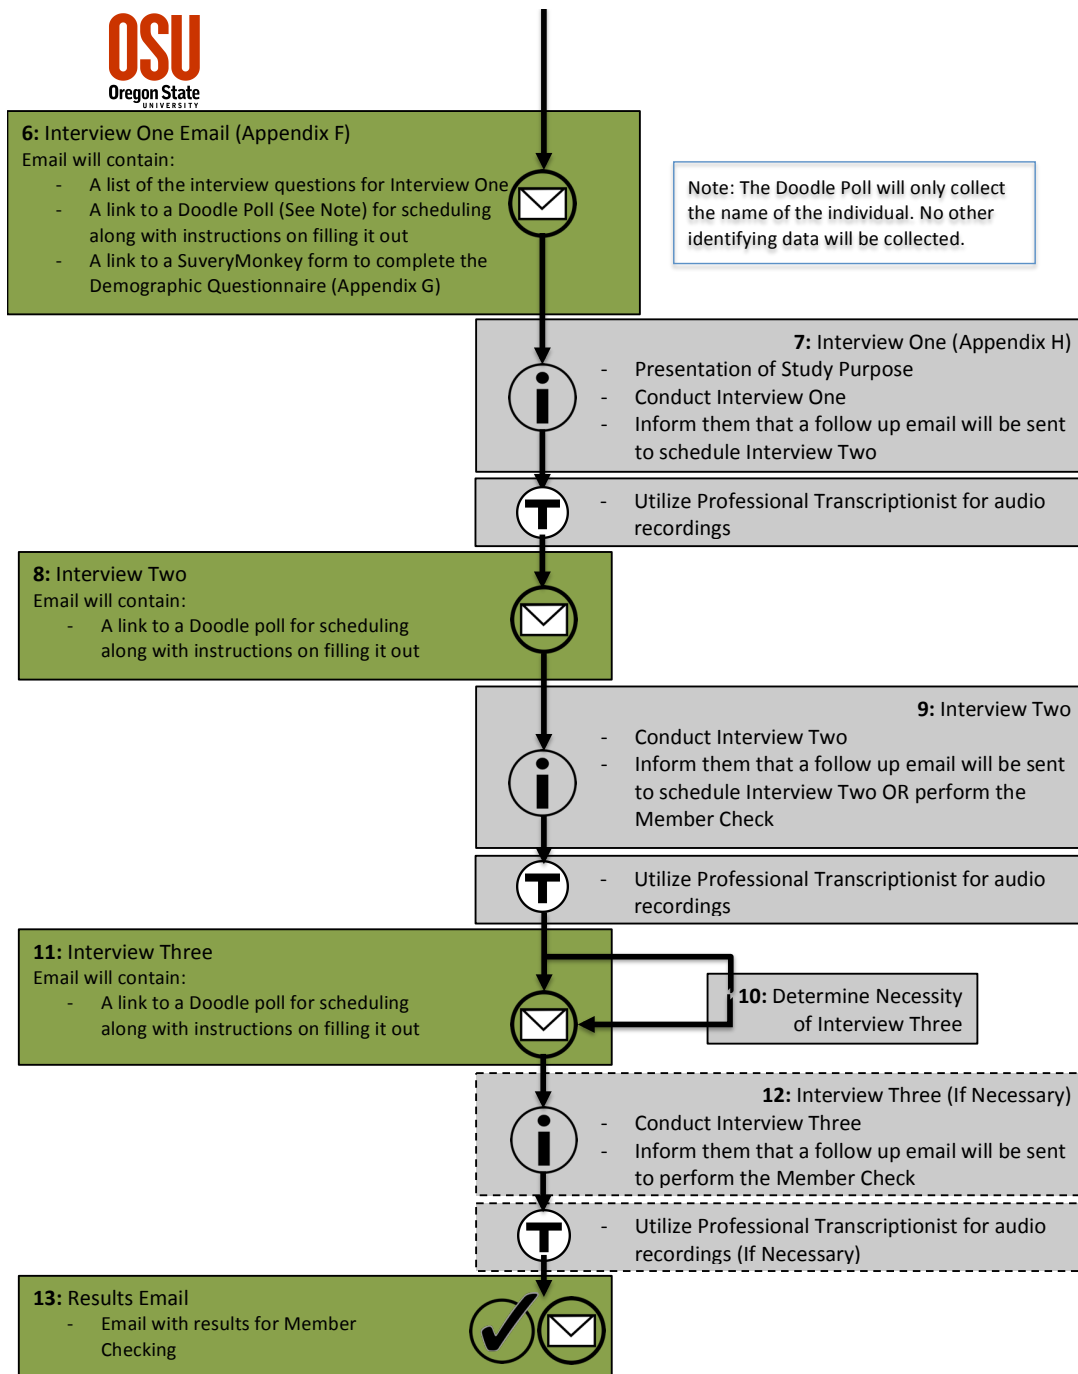 OSU
Oregon State
UNIVERSITY
6: Interview One Email (Appendix F)
Email will contain:
- A list of the interview questions for Interview One
- A link to a Doodle Poll (See Note) for scheduling
along with instructions on filling it out
- A link to a SuveryMonkey form to complete the
Demographic Questionnaire (Appendix G)
Note: The Doodle Poll will only collect
the name of the individual. No other
identifying data will be collected.
7: Interview One (Appendix H)
- Presentation of Study Purpose
- Conduct Interview One
- Inform them that a follow up email will be sent
to schedule Interview Two
T
- Utilize Professional Transcriptionist for audio
recordings
8: Interview Two
Email will contain:
- A link to a Doodle poll for scheduling
along with instructions on filling it out
9: Interview Two
- Conduct Interview Two
- Inform them that a follow up email will be sent
to schedule Interview Two OR perform the
Member Check
T
- Utilize Professional Transcriptionist for audio
recordings
11: Interview Three
Email will contain:
- A link to a Doodle poll for scheduling
along with instructions on filling it out
10: Determine Necessity
of Interview Three
12: Interview Three (If Necessary)
- Conduct Interview Three
- Inform them that a follow up email will be sent
to perform the Member Check
T
- Utilize Professional Transcriptionist for audio
recordings (If Necessary)
13: Results Email
- Email with results for Member
Checking